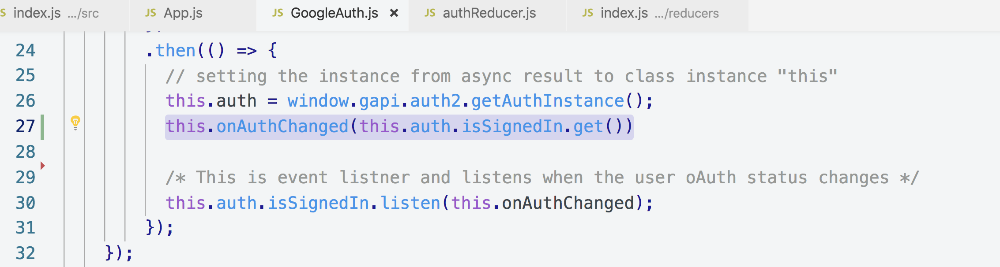 S index.js .../src JS App.js JS GoogleAuth.js × JS authReducer.js JS index.js .../reducers
24 .then(() => {
25 // setting the instance from async result to class instance "this"
26 this.auth = window.gapi.auth2.getAuthInstance();
27 this.onAuthChanged(this.auth.isSignedIn.get())
28
29 /* This is event listner and listens when the user oAuth status changes */
30 this.auth.isSignedIn.listen(this.onAuthChanged);
31 });
32 });